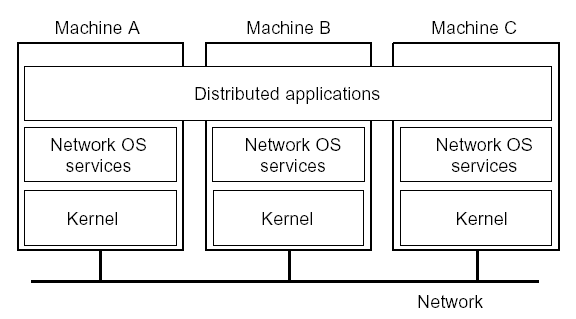 Machine A
Machine B
Machine C
Distributed applications
Network OS
services
Network OS
services
Network OS
services
Kernel
Kernel
Kernel
Network